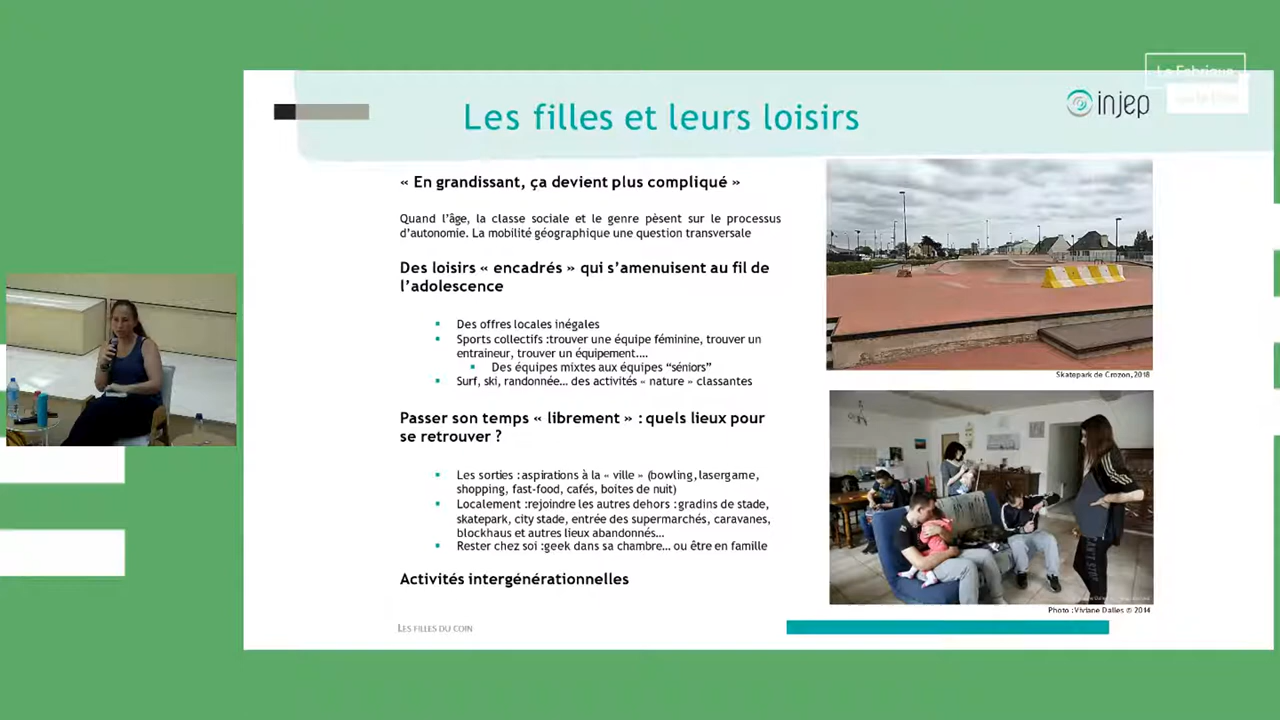 La Fabrique
Les filles et leurs loisirs
injep
« En grandissant, ça devient plus compliqué »
Quand l’âge, la classe sociale et le genre pèsent sur le processus
d’autonomie. La mobilité géographique une question transversale
Des loisirs « encadrés » qui s’amenuisent au fil de
l’adolescence
Des offres locales inégales
Sports collectifs :trouver une équipe féminine, trouver un
entraineur, trouver un équipement….
Des équipes mixtes aux équipes “séniors”
Surf, ski, randonnée… des activités « nature » classantes
Passer son temps « librement » : quels lieux pour
se retrouver ?
Les sorties :aspirations à la « ville » (bowling,lasergame,
shopping, fast-food, cafés, boites de nuit)
Localement :rejoindre les autres dehors :gradins de stade,
skatepark, city stade, entrée des supermarchés, caravanes,
blockhaus et autres lieux abandonnés…
Rester chez soi :geek dans sa chambre… ou être en famille
Activités intergénérationnelles
LES FILLES DU COIN
Skatepark de Crozon,2018
Photo :Viviane Dalles © 2014